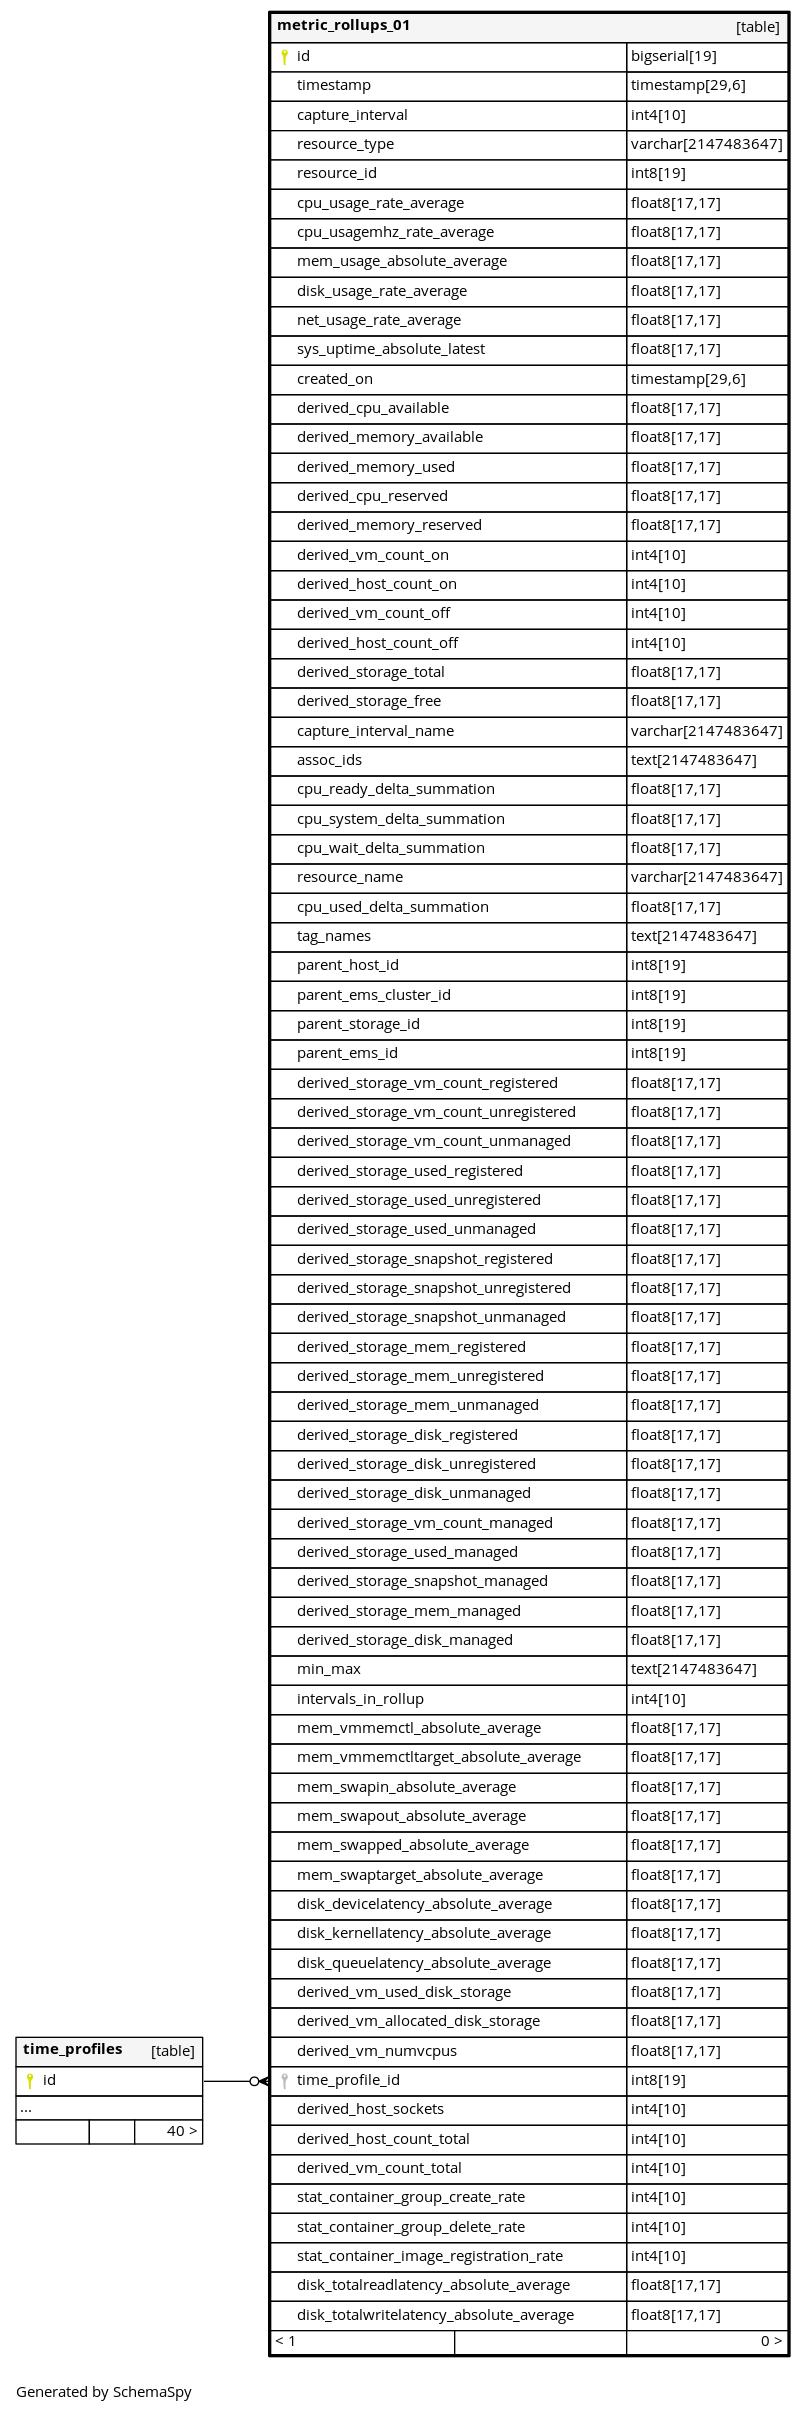 metric_rollups_01 [table]
id bigserial[19]
timestamp timestamp[29,6]
capture_interval int4[10]
resource_type varchar[2147483647]
resource_id int8[19]
cpu_usage_rate_average float8[17,17]
cpu_usagemhz_rate_average float8[17,17]
mem_usage_absolute_average float8[17,17]
disk_usage_rate_average float8[17,17]
net_usage_rate_average float8[17,17]
sys_uptime_absolute_latest float8[17,17]
created_on timestamp[29,6]
derived_cpu_available float8[17,17]
derived_memory_available float8[17,17]
derived_memory_used float8[17,17]
derived_cpu_reserved float8[17,17]
derived_memory_reserved float8[17,17]
derived_vm_count_on int4[10]
derived_host_count_on int4[10]
derived_vm_count_off int4[10]
derived_host_count_off int4[10]
derived_storage_total float8[17,17]
derived_storage_free float8[17,17]
capture_interval_name varchar[2147483647]
assoc_ids text[2147483647]
cpu_ready_delta_summation float8[17,17]
cpu_system_delta_summation float8[17,17]
cpu_wait_delta_summation float8[17,17]
resource_name varchar[2147483647]
cpu_used_delta_summation float8[17,17]
tag_names text[2147483647]
parent_host_id int8[19]
parent_ems_cluster_id int8[19]
parent_storage_id int8[19]
parent_ems_id int8[19]
derived_storage_vm_count_registered float8[17,17]
derived_storage_vm_count_unregistered float8[17,17]
derived_storage_vm_count_unmanaged float8[17,17]
derived_storage_used_registered float8[17,17]
derived_storage_used_unregistered float8[17,17]
derived_storage_used_unmanaged float8[17,17]
derived_storage_snapshot_registered float8[17,17]
derived_storage_snapshot_unregistered float8[17,17]
derived_storage_snapshot_unmanaged float8[17,17]
derived_storage_mem_registered float8[17,17]
derived_storage_mem_unregistered float8[17,17]
derived_storage_mem_unmanaged float8[17,17]
derived_storage_disk_registered float8[17,17]
derived_storage_disk_unregistered float8[17,17]
derived_storage_disk_unmanaged float8[17,17]
derived_storage_vm_count_managed float8[17,17]
derived_storage_used_managed float8[17,17]
derived_storage_snapshot_managed float8[17,17]
derived_storage_mem_managed float8[17,17]
derived_storage_disk_managed float8[17,17]
min_max text[2147483647]
intervals_in_rollup int4[10]
mem_vmmemctl_absolute_average float8[17,17]
mem_vmmemctltarget_absolute_average float8[17,17]
mem_swapin_absolute_average float8[17,17]
mem_swapout_absolute_average float8[17,17]
mem_swapped_absolute_average float8[17,17]
mem_swaptarget_absolute_average float8[17,17]
disk_devicelatency_absolute_average float8[17,17]
disk_kernellatency_absolute_average float8[17,17]
disk_queuelatency_absolute_average float8[17,17]
derived_vm_used_disk_storage float8[17,17]
derived_vm_allocated_disk_storage float8[17,17]
derived_vm_numvcpus float8[17,17]
time_profile_id int8[19]
derived_host_sockets int4[10]
derived_host_count_total int4[10]
derived_vm_count_total int4[10]
stat_container_group_create_rate int4[10]
stat_container_group_delete_rate int4[10]
stat_container_image_registration_rate int4[10]
disk_totalreadlatency_absolute_average float8[17,17]
disk_totalwritelatency_absolute_average float8[17,17]
< 1 0 >
time_profiles [table]
id
...
40 >
Generated by SchemaSpy